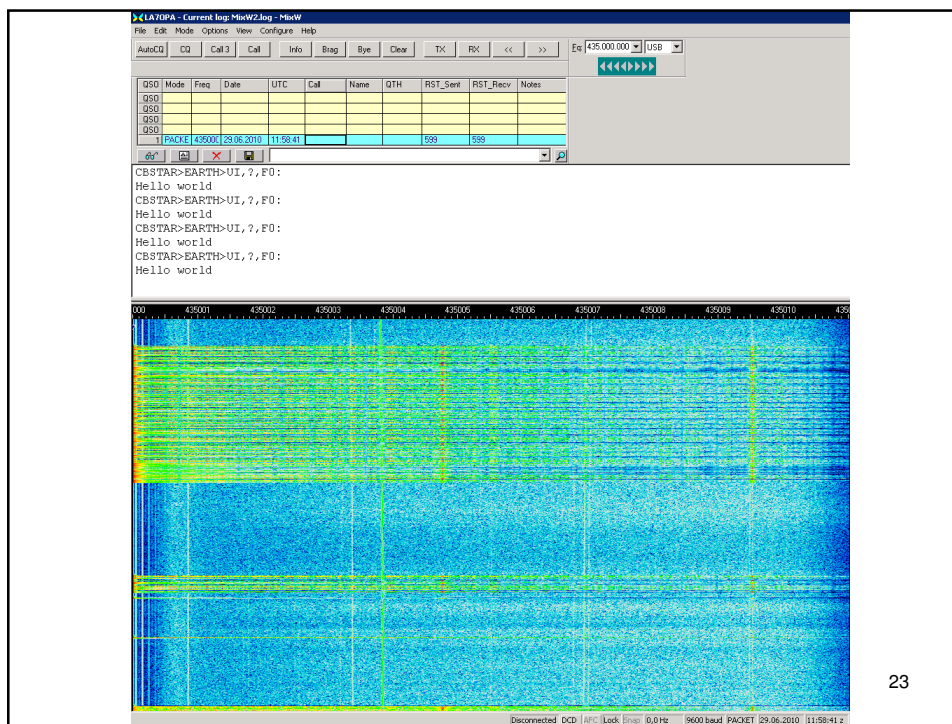 LA7OPA - Current log: MixW2.log - MixW
File Edit Mode Options View Configure Help
AutoCQ CQ Call 3 Call Info Brag Bye Clear TX RX << >> Fq: 435.000.000 USB
QSO Mode Freq Date UTC Call Name QTH RST_Sent RST_Recv Notes
QSO
QSO
QSO
QSO
1 PACKE 43500C 29.06.2010 11:58:41 599 599
CBSTAR>EARTH>UI,?,F0:
Hello world
CBSTAR>EARTH>UI,?,F0:
Hello world
CBSTAR>EARTH>UI,?,F0:
Hello world
CBSTAR>EARTH>UI,?,F0:
Hello world
000 435001 435002 435003 435004 435005 435006 435007 435008 435009 435010 435
23
Disconnected DCD AFC Lock Snap 0,0 Hz 9600 baud PACKET 29.06.2010 11:58:41 z